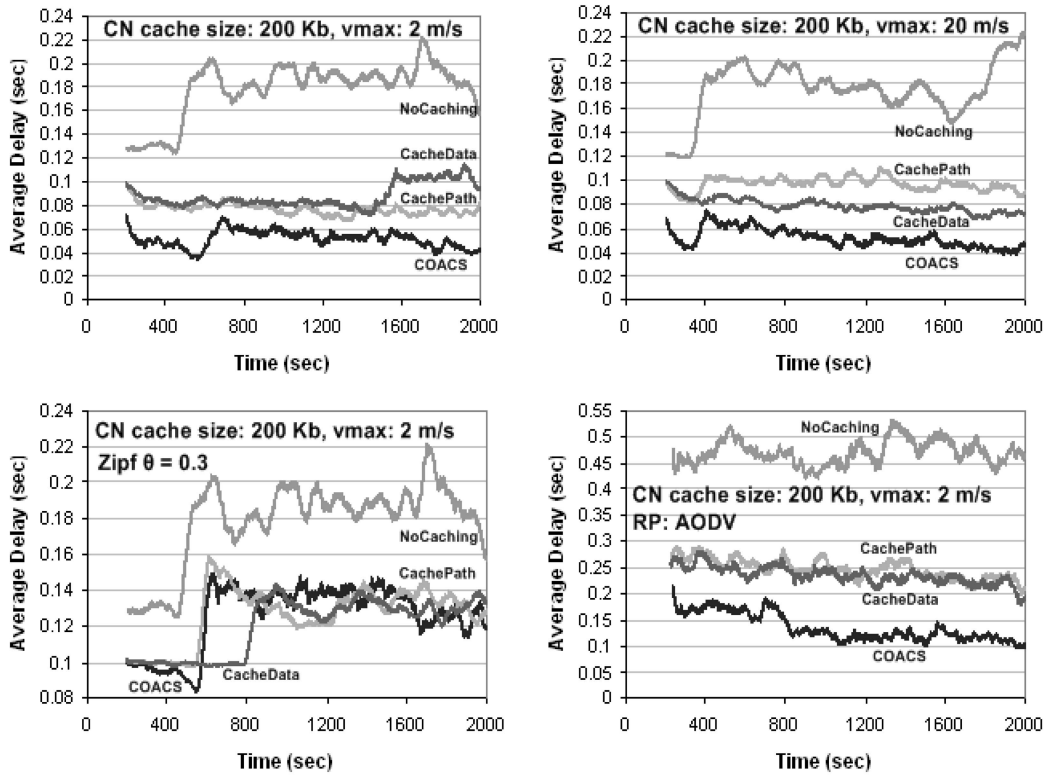 CN cache size: 200 Kb, vmax: 2 m/s
Average Delay (sec)
0.24
0.22
0.2
0.18
0.16
0.14
0.12
0.1
0.08
0.06
0.04
0.02
0
NoCaching
CacheData
CachePath
COACS
0 400 800 1200 1600 2000
Time (sec)
CN cache size: 200 Kb, vmax: 20 m/s
Average Delay (sec)
0.24
0.22
0.2
0.18
0.16
0.14
0.12
0.1
0.08
0.06
0.04
0.02
0
NoCaching
CachePath
CacheData
COACS
0 400 800 1200 1600 2000
Time (sec)
CN cache size: 200 Kb, vmax: 2 m/s
Zipf θ = 0.3
Average Delay (sec)
0.24
0.22
0.2
0.18
0.16
0.14
0.12
0.1
0.08
NoCaching
CachePath
CacheData
COACS
0 400 800 1200 1600 2000
Time (sec)
Average Delay (sec)
0.55
0.5
0.45
0.4
0.35
0.3
0.25
0.2
0.15
0.1
0.05
0
NoCaching
CN cache size: 200 Kb, vmax: 2 m/s
RP: AODV
CachePath
CacheData
COACS
0 400 800 1200 1600 2000
Time (sec)